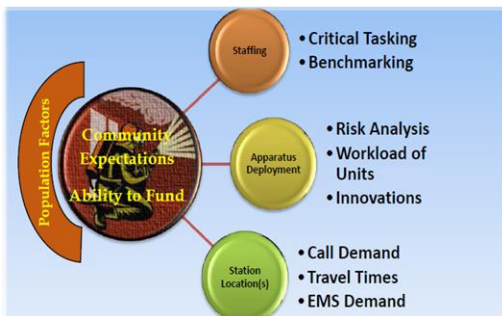 Population Factors
Community
Expectations
Ability to Fund
Staffing
• Critical Tasking
• Benchmarking
Apparatus
Deployment
• Risk Analysis
• Workload of
Units
• Innovations
Station
Location(s)
• Call Demand
• Travel Times
• EMS Demand